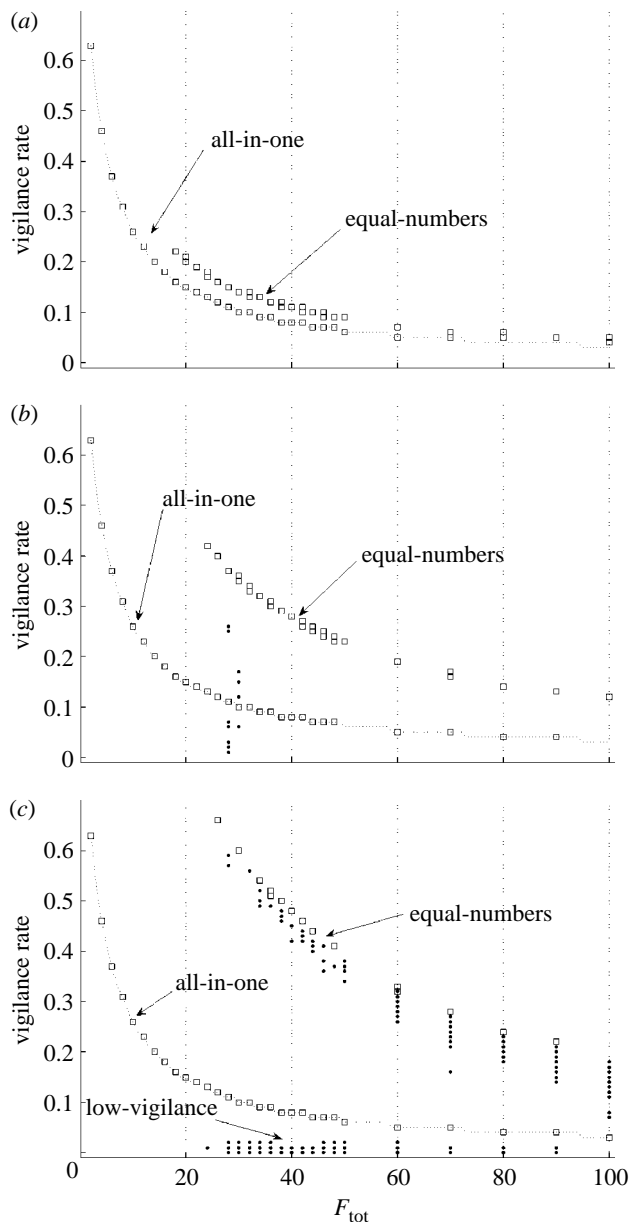 (a)
0.6
0.5
0.4
0.3
0.2
0.1
0
vigilance rate
all-in-one
equal-numbers
(b)
0.6
0.5
0.4
0.3
0.2
0.1
0
vigilance rate
all-in-one
equal-numbers
(c)
0.6
0.5
0.4
0.3
0.2
0.1
vigilance rate
equal-numbers
all-in-one
low-vigilance
0 20 40 60 80 100
F_tot